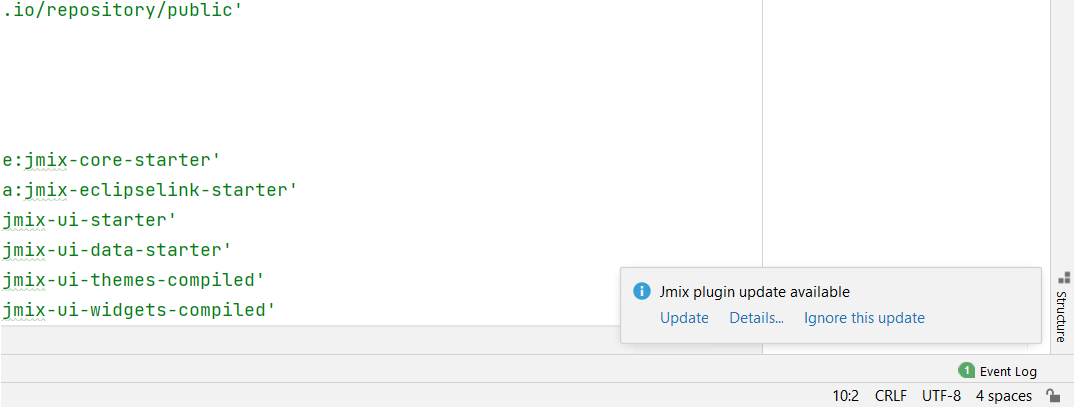 .io/repository/public'
e:jmix-core-starter'
a:jmix-eclipselink-starter'
jmix-ui-starter'
jmix-ui-data-starter'
jmix-ui-themes-compiled'
jmix-ui-widgets-compiled'
Jmix plugin update available
Update Details... Ignore this update
Structure
1 Event Log
10:2 CRLF UTF-8 4 spaces